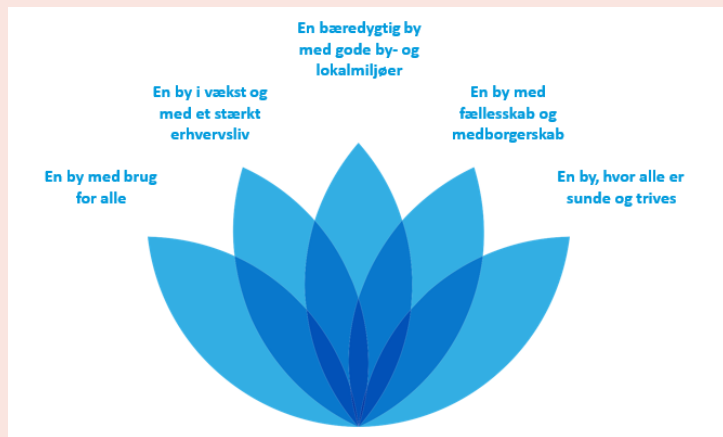 En by med brug
for alle
En by i vækst og
med et stærkt
erhvervsliv
En bæredygtig by
med gode by- og
lokalmiljøer
En by med
fællesskab og
medborgerskab
En by, hvor alle er
sunde og trives